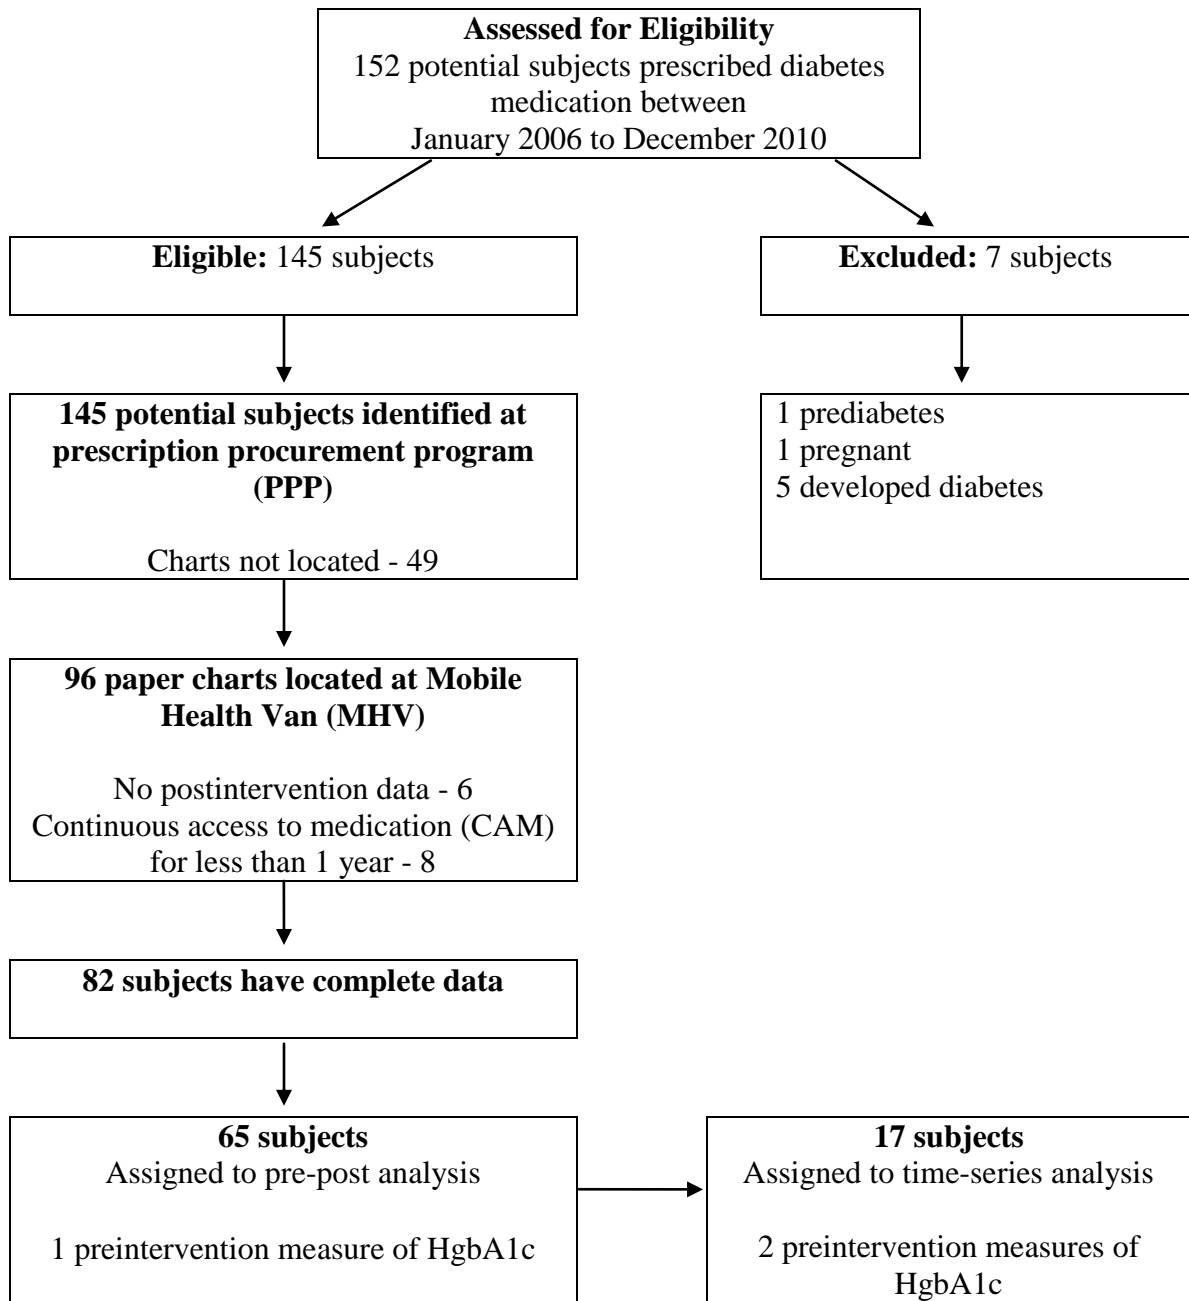 Assessed for Eligibility
152 potential subjects prescribed diabetes
medication between
January 2006 to December 2010
Eligible: 145 subjects
Excluded: 7 subjects
145 potential subjects identified at
prescription procurement program
(PPP)
Charts not located - 49
1 prediabetes
1 pregnant
5 developed diabetes
96 paper charts located at Mobile
Health Van (MHV)
No postintervention data - 6
Continuous access to medication (CAM)
for less than 1 year - 8
82 subjects have complete data
65 subjects
Assigned to pre-post analysis
1 preintervention measure of HgbA1c
17 subjects
Assigned to time-series analysis
2 preintervention measures of
HgbA1c